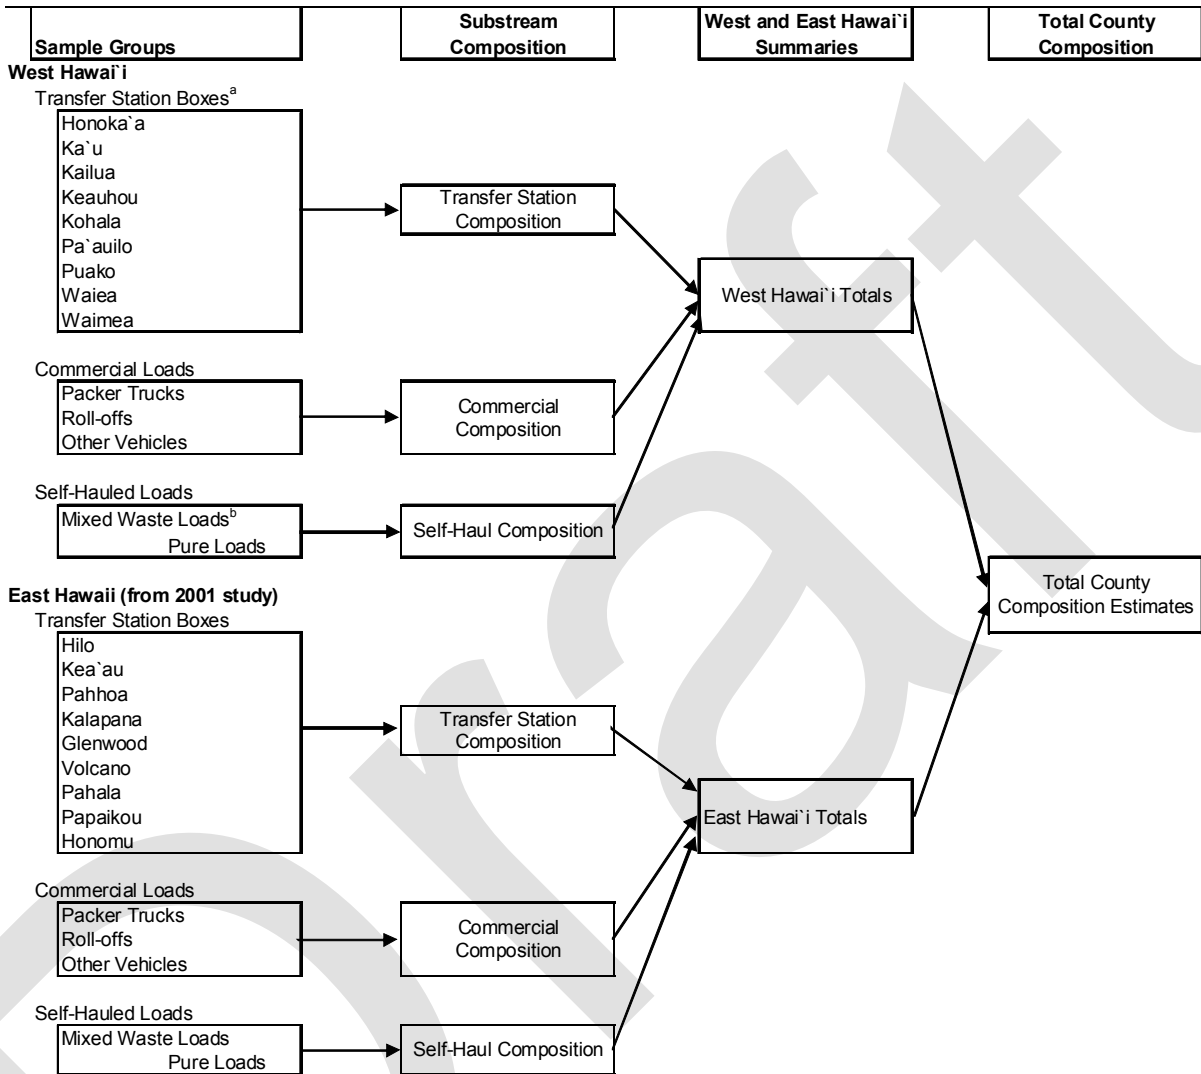 Sample Groups
Substream
Composition
West and East Hawai`i
Summaries
Total County
Composition
West Hawai`i
Transfer Station Boxesa
Honoka`a
Ka`u
Kailua
Keauhou
Kohala
Pa`auilo
Puako
Waiea
Waimea
Transfer Station
Composition
West Hawai`i Totals
Commercial Loads
Packer Trucks
Roll-offs
Other Vehicles
Commercial
Composition
Self-Hauled Loads
Mixed Waste Loadsb
Pure Loads
Self-Haul Composition
Total County
Composition Estimates
East Hawaii (from 2001 study)
Transfer Station Boxes
Hilo
Kea`au
Pahhoa
Kalapana
Glenwood
Volcano
Pahala
Papaikou
Honomu
Transfer Station
Composition
East Hawai`i Totals
Commercial Loads
Packer Trucks
Roll-offs
Other Vehicles
Commercial
Composition
Self-Hauled Loads
Mixed Waste Loads
Pure Loads
Self-Haul Composition
Draft